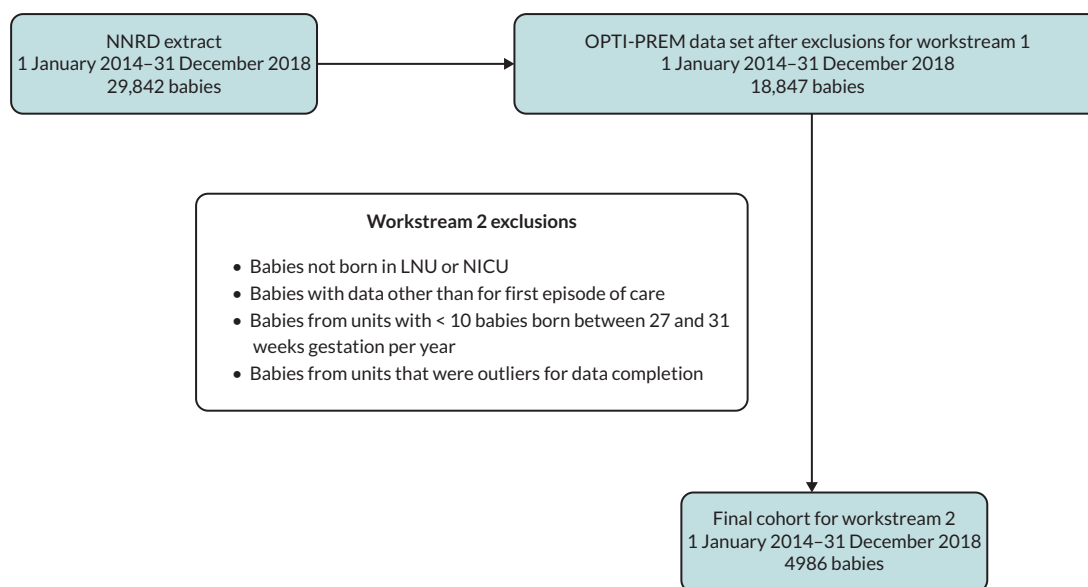 NNRD extract
1 January 2014–31 December 2018
29,842 babies
OPTI-PREM data set after exclusions for workstream 1
1 January 2014–31 December 2018
18,847 babies
Workstream 2 exclusions
• Babies not born in LNU or NICU
• Babies with data other than for first episode of care
• Babies from units with < 10 babies born between 27 and 31
weeks gestation per year
• Babies from units that were outliers for data completion
Final cohort for workstream 2
1 January 2014–31 December 2018
4986 babies